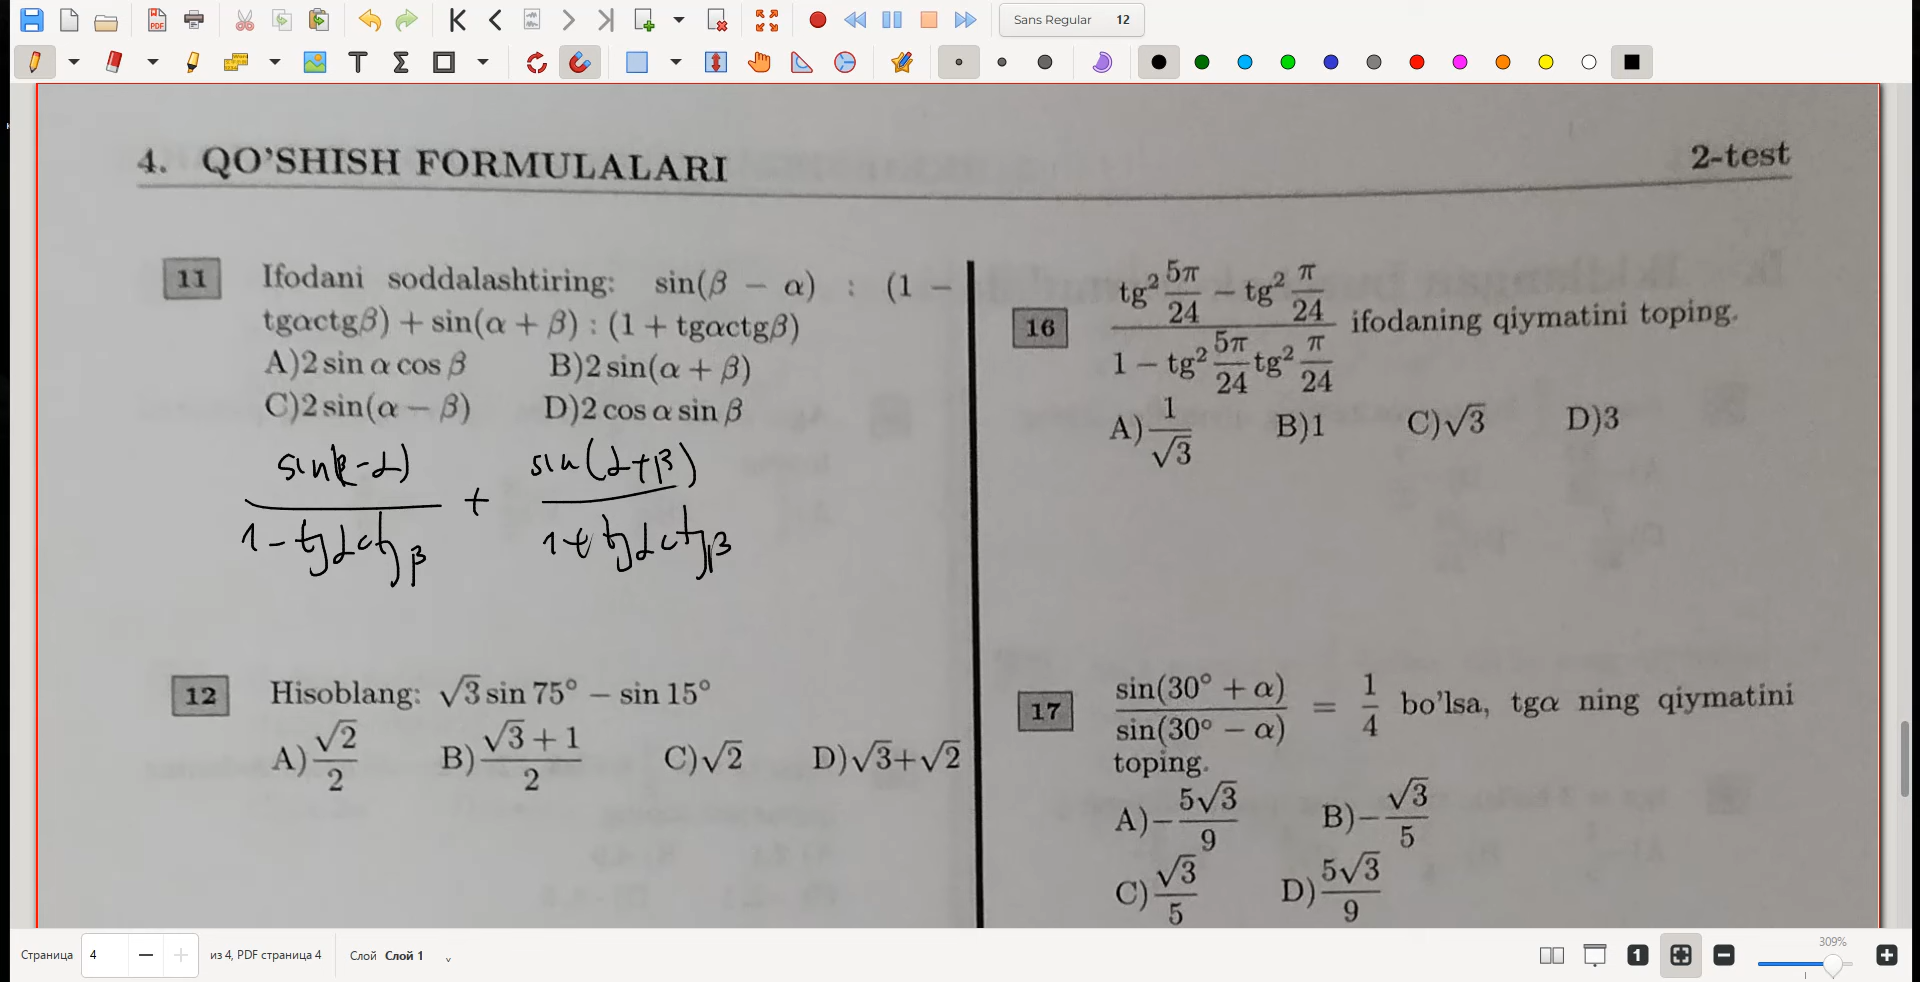 Sans Regular 12
4. QO'SHISH FORMULALARI
2-test
11 Ifodani soddalashtiring: sin(β − α) : (1 −
tgαctgβ) + sin(α + β) : (1 + tgαctgβ)
A)2 sin α cos β B)2 sin(α + β)
C)2 sin(α − β) D)2 cos α sin β
sin(β-α)/(1-tgαctgβ) + sin(α+β)/(1+tgαctgβ)
12 Hisoblang: √3 sin 75° − sin 15°
A) √2/2 B) (√3 + 1)/2 C)√2 D)√3+√2
16 (tg² 5π/24 − tg² π/24)/(1 − tg² 5π/24 tg² π/24) ifodaning qiymatini toping.
A) 1/√3 B)1 C)√3 D)3
17 sin(30° + α)/sin(30° − α) = 1/4 bo'lsa, tgα ning qiymatini
toping.
A)− 5√3/9 B)− √3/5
C) √3/5 D) 5√3/9
Страница 4 из 4, PDF страница 4 Слой Слой 1 309%